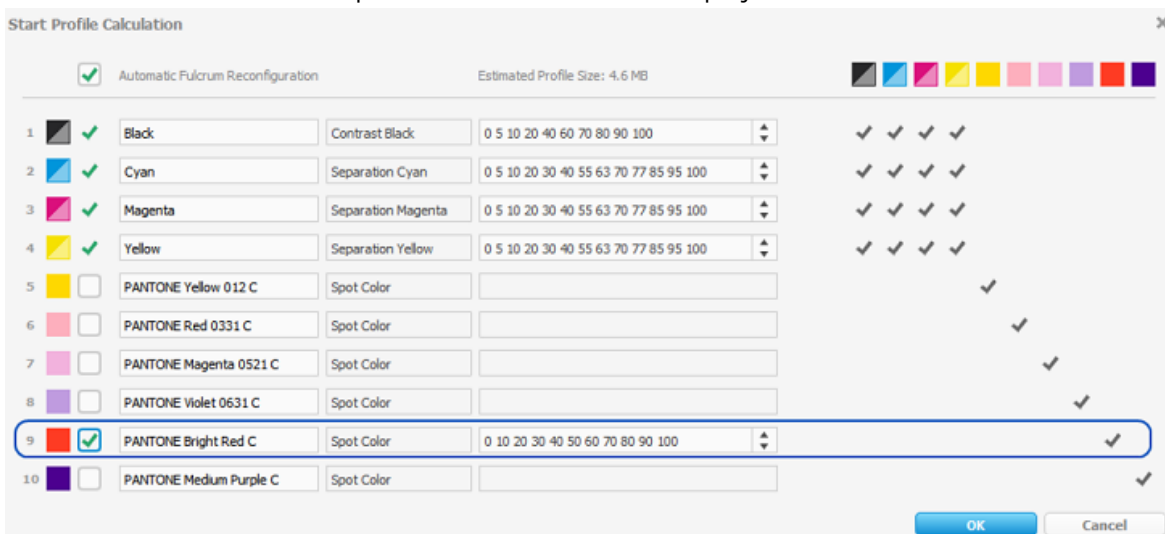 Start Profile Calculation
Automatic Fulcrum Reconfiguration Estimated Profile Size: 4.6 MB
1 Black Contrast Black 0 5 10 20 40 60 70 80 90 100
2 Cyan Separation Cyan 0 5 10 20 30 40 55 63 70 77 85 95 100
3 Magenta Separation Magenta 0 5 10 20 30 40 55 63 70 77 85 95 100
4 Yellow Separation Yellow 0 5 10 20 30 40 55 63 70 77 85 95 100
5 PANTONE Yellow 012 C Spot Color
6 PANTONE Red 0331 C Spot Color
7 PANTONE Magenta 0521 C Spot Color
8 PANTONE Violet 0631 C Spot Color
9 PANTONE Bright Red C Spot Color 0 10 20 30 40 50 60 70 80 90 100
10 PANTONE Medium Purple C Spot Color
OK Cancel